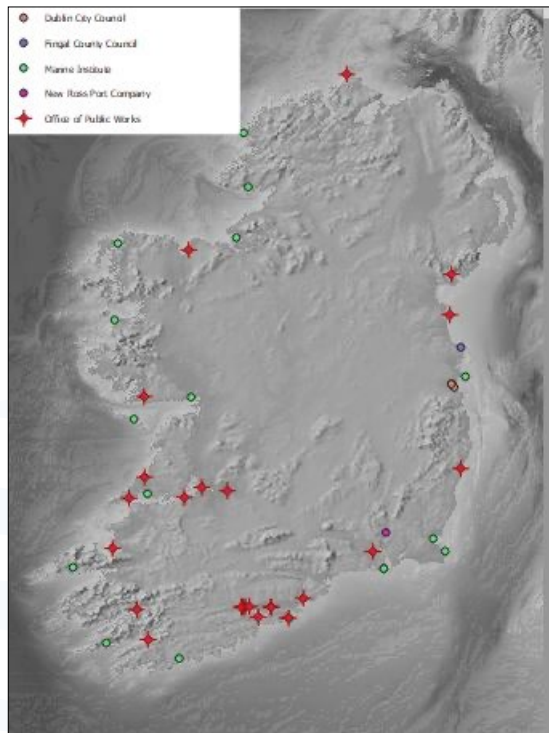 Dublin City Council
Fingal County Council
Marine Institute
New Ross Port Company
Office of Public Works